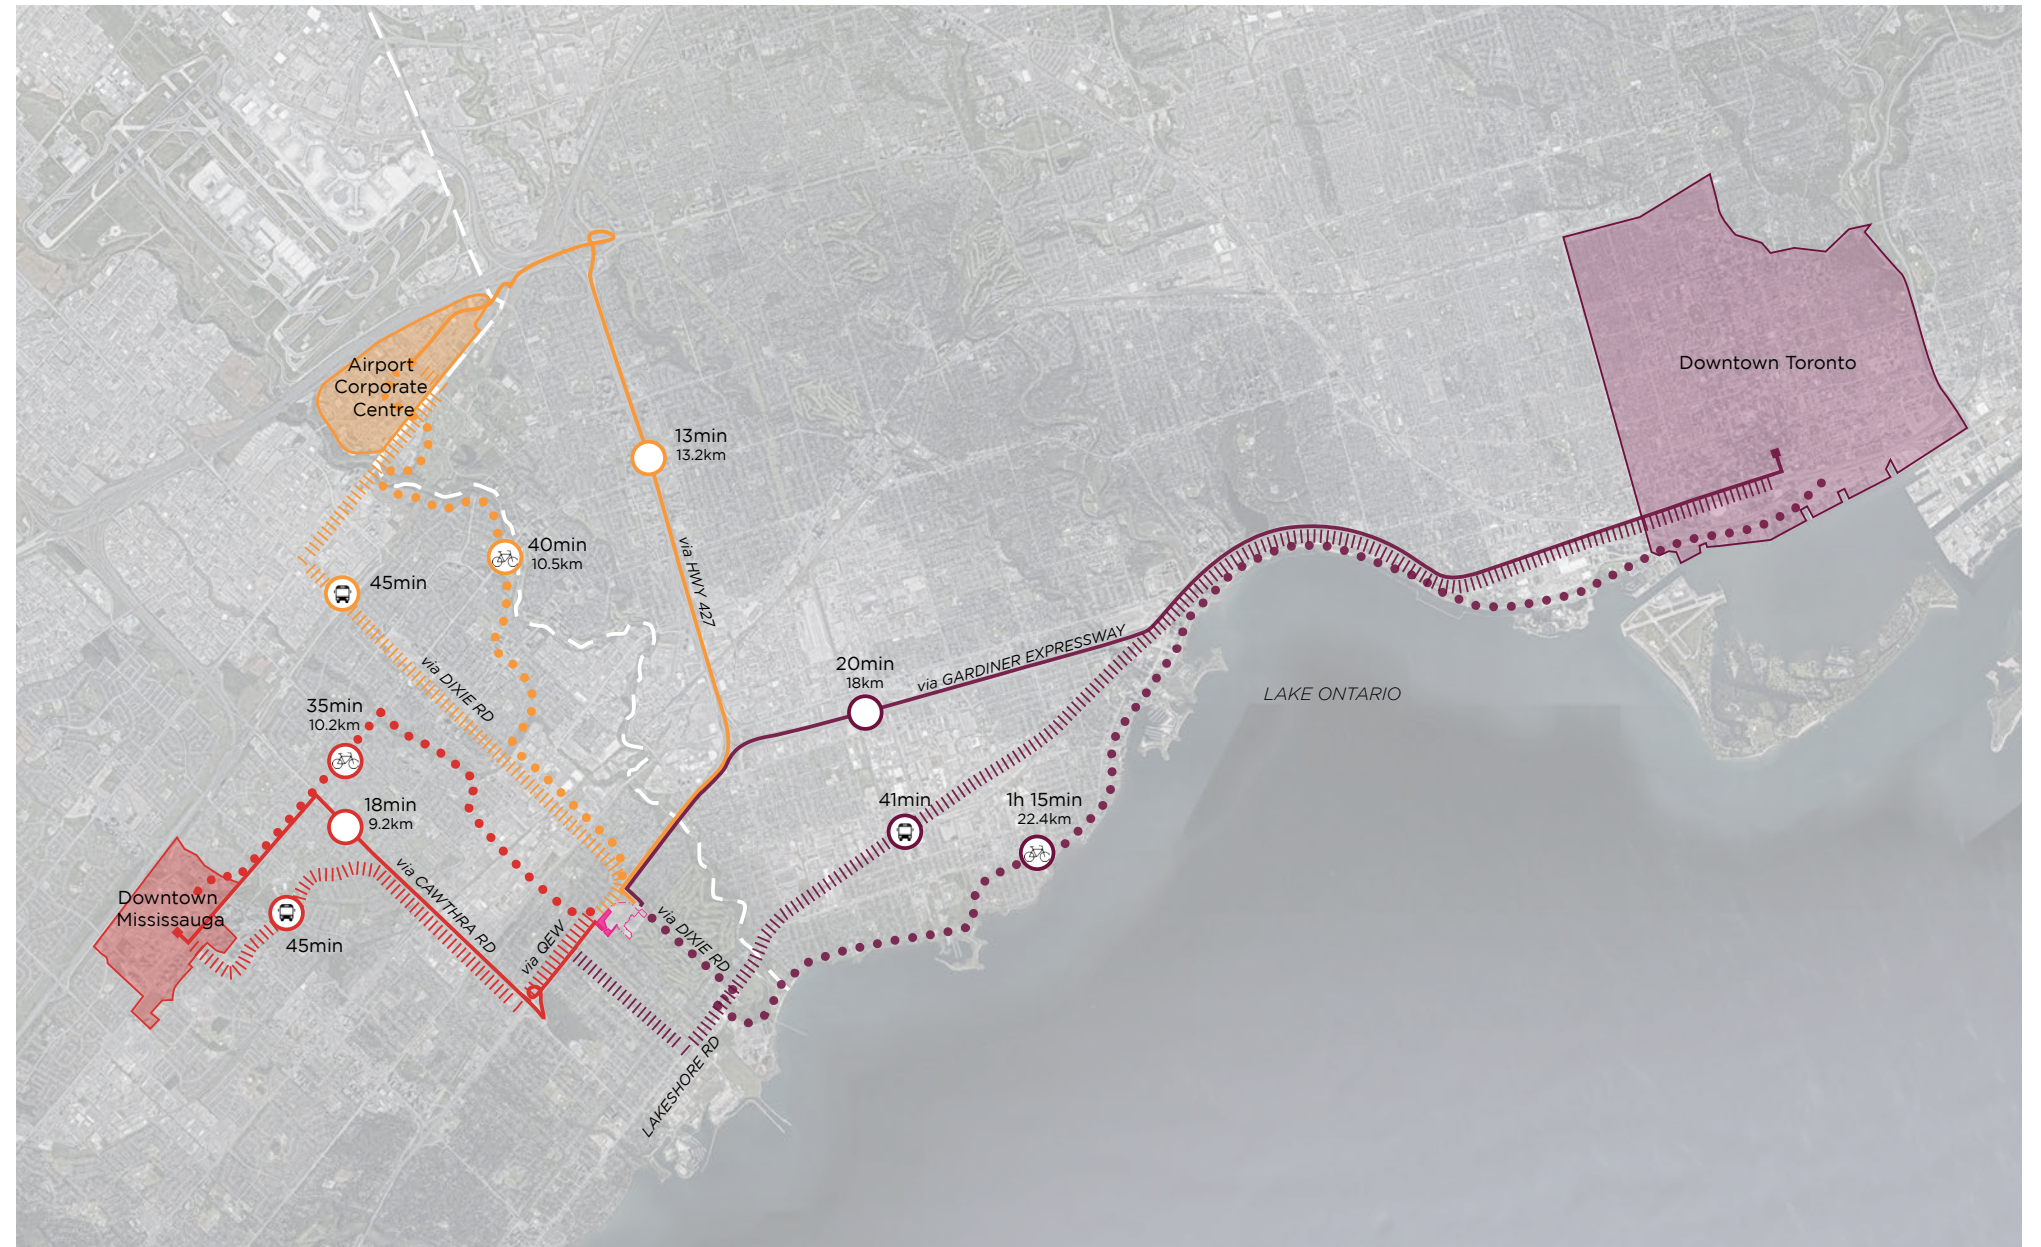 Airport
Corporate
Centre
13min
13.2km
via HWY 427
40min
10.5km
45min
via DIXIE RD
35min
10.2km
18min
9.2km
via CAWTHRA RD
Downtown
Mississauga
45min
via QEW
via DIXIE RD
LAKESHORE RD
20min
18km
via GARDINER EXPRESSWAY
41min
1h 15min
22.4km
LAKE ONTARIO
Downtown Toronto